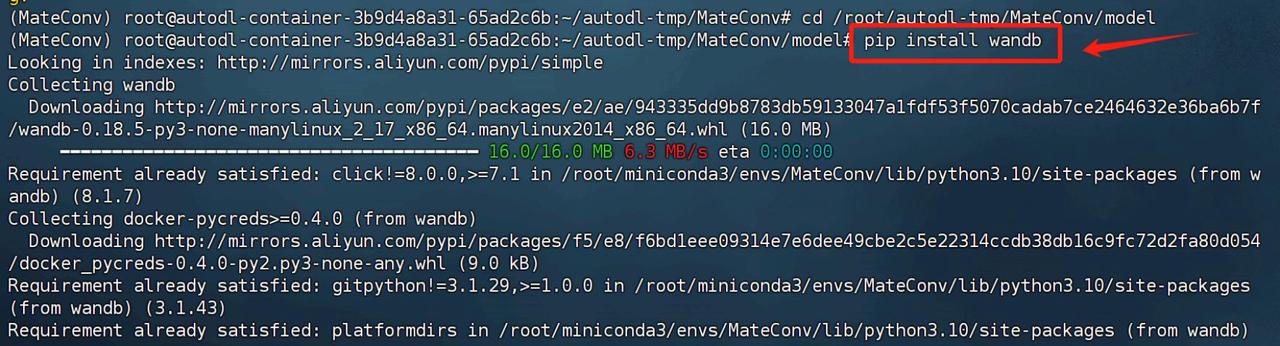 (MateConv) root@autodl-container-3b9d4a8a31-65ad2c6b:~/autodl-tmp/MateConv# cd /root/autodl-tmp/MateConv/model
(MateConv) root@autodl-container-3b9d4a8a31-65ad2c6b:~/autodl-tmp/MateConv/model# pip install wandb
Looking in indexes: http://mirrors.aliyun.com/pypi/simple
Collecting wandb
  Downloading http://mirrors.aliyun.com/pypi/packages/e2/ae/943335dd9b8783db59133047a1fdf53f5070cadab7ce2464632e36ba6b7f
/wandb-0.18.5-py3-none-manylinux_2_17_x86_64.manylinux2014_x86_64.whl (16.0 MB)
16.0/16.0 MB 6.3 MB/s eta 0:00:00
Requirement already satisfied: click!=8.0.0,>=7.1 in /root/miniconda3/envs/MateConv/lib/python3.10/site-packages (from w
andb) (8.1.7)
Collecting docker-pycreds>=0.4.0 (from wandb)
  Downloading http://mirrors.aliyun.com/pypi/packages/f5/e8/f6bd1eee09314e7e6dee49cbe2c5e22314ccdb38db16c9fc72d2fa80d054
/docker_pycreds-0.4.0-py2.py3-none-any.whl (9.0 kB)
Requirement already satisfied: gitpython!=3.1.29,>=1.0.0 in /root/miniconda3/envs/MateConv/lib/python3.10/site-packages
(from wandb) (3.1.43)
Requirement already satisfied: platformdirs in /root/miniconda3/envs/MateConv/lib/python3.10/site-packages (from wandb)